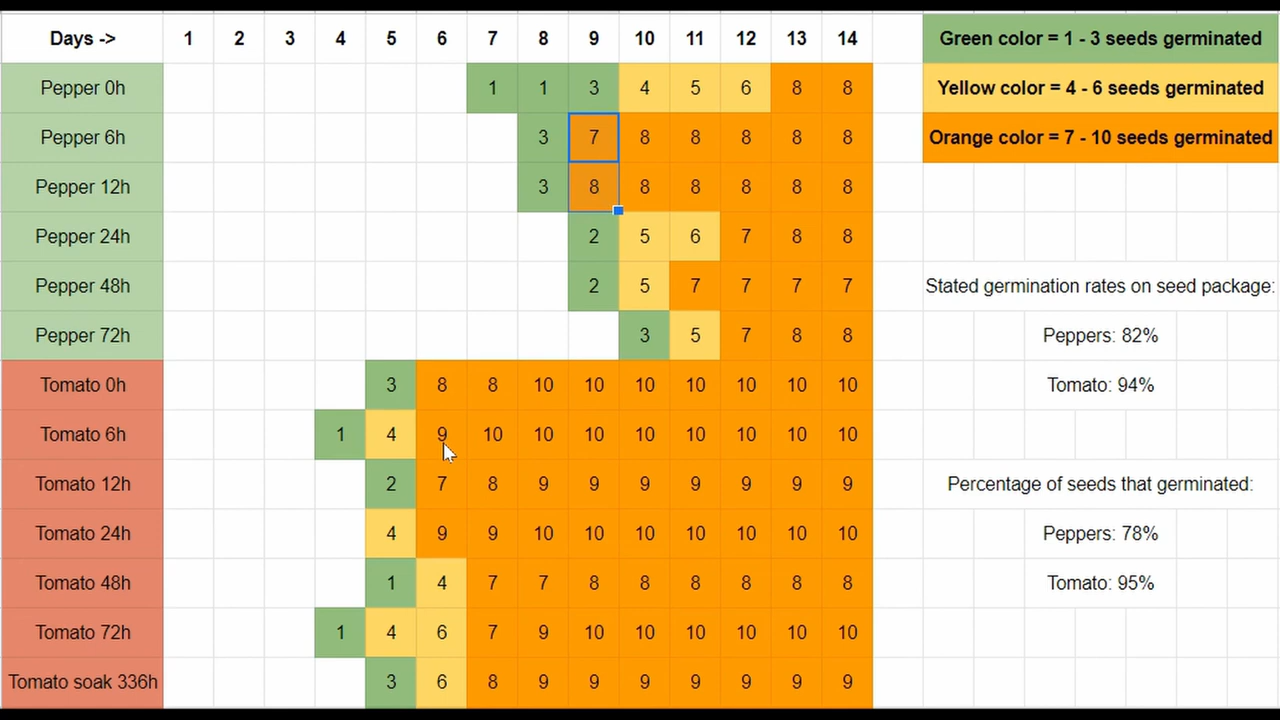 Days -> 1 2 3 4 5 6 7 8 9 10 11 12 13 14 Green color = 1 - 3 seeds germinated
Pepper 0h 1 1 3 4 5 6 8 8 Yellow color = 4 - 6 seeds germinated
Pepper 6h 3 7 8 8 8 8 8 Orange color = 7 - 10 seeds germinated
Pepper 12h 3 8 8 8 8 8 8
Pepper 24h 2 5 6 7 8 8
Pepper 48h 2 5 7 7 7 7 Stated germination rates on seed package:
Pepper 72h 3 5 7 8 8 Peppers: 82%
Tomato 0h 3 8 8 10 10 10 10 10 10 10 Tomato: 94%
Tomato 6h 1 4 9 10 10 10 10 10 10 10 10
Tomato 12h 2 7 8 9 9 9 9 9 9 9 Percentage of seeds that germinated:
Tomato 24h 4 9 9 10 10 10 10 10 10 10 Peppers: 78%
Tomato 48h 1 4 7 7 8 8 8 8 8 8 Tomato: 95%
Tomato 72h 1 4 6 7 9 10 10 10 10 10 10
Tomato soak 336h 3 6 8 9 9 9 9 9 9 9